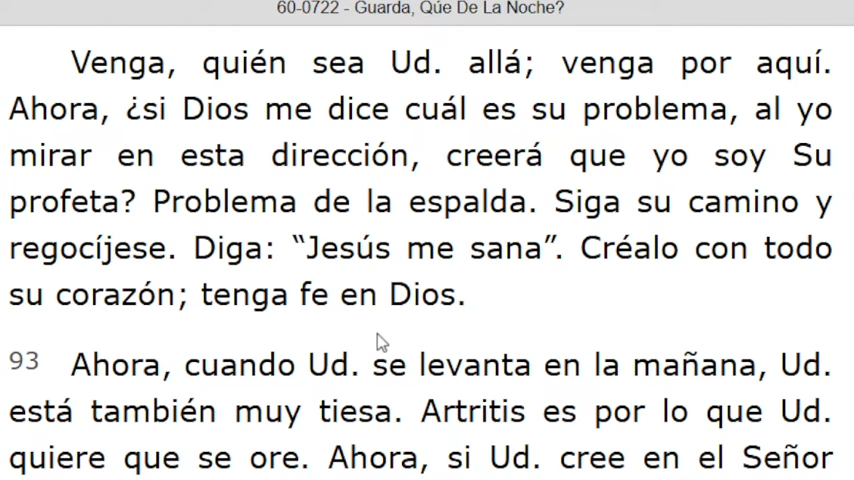 60-0722 - Guarda, Qúe De La Noche?
Venga, quién sea Ud. allá; venga por aquí.
Ahora, ¿si Dios me dice cuál es su problema, al yo
mirar en esta dirección, creerá que yo soy Su
profeta? Problema de la espalda. Siga su camino y
regocíjese. Diga: “Jesús me sana”. Créalo con todo
su corazón; tenga fe en Dios.
93 Ahora, cuando Ud. se levanta en la mañana, Ud.
está también muy tiesa. Artritis es por lo que Ud.
quiere que se ore. Ahora, si Ud. cree en el Señor